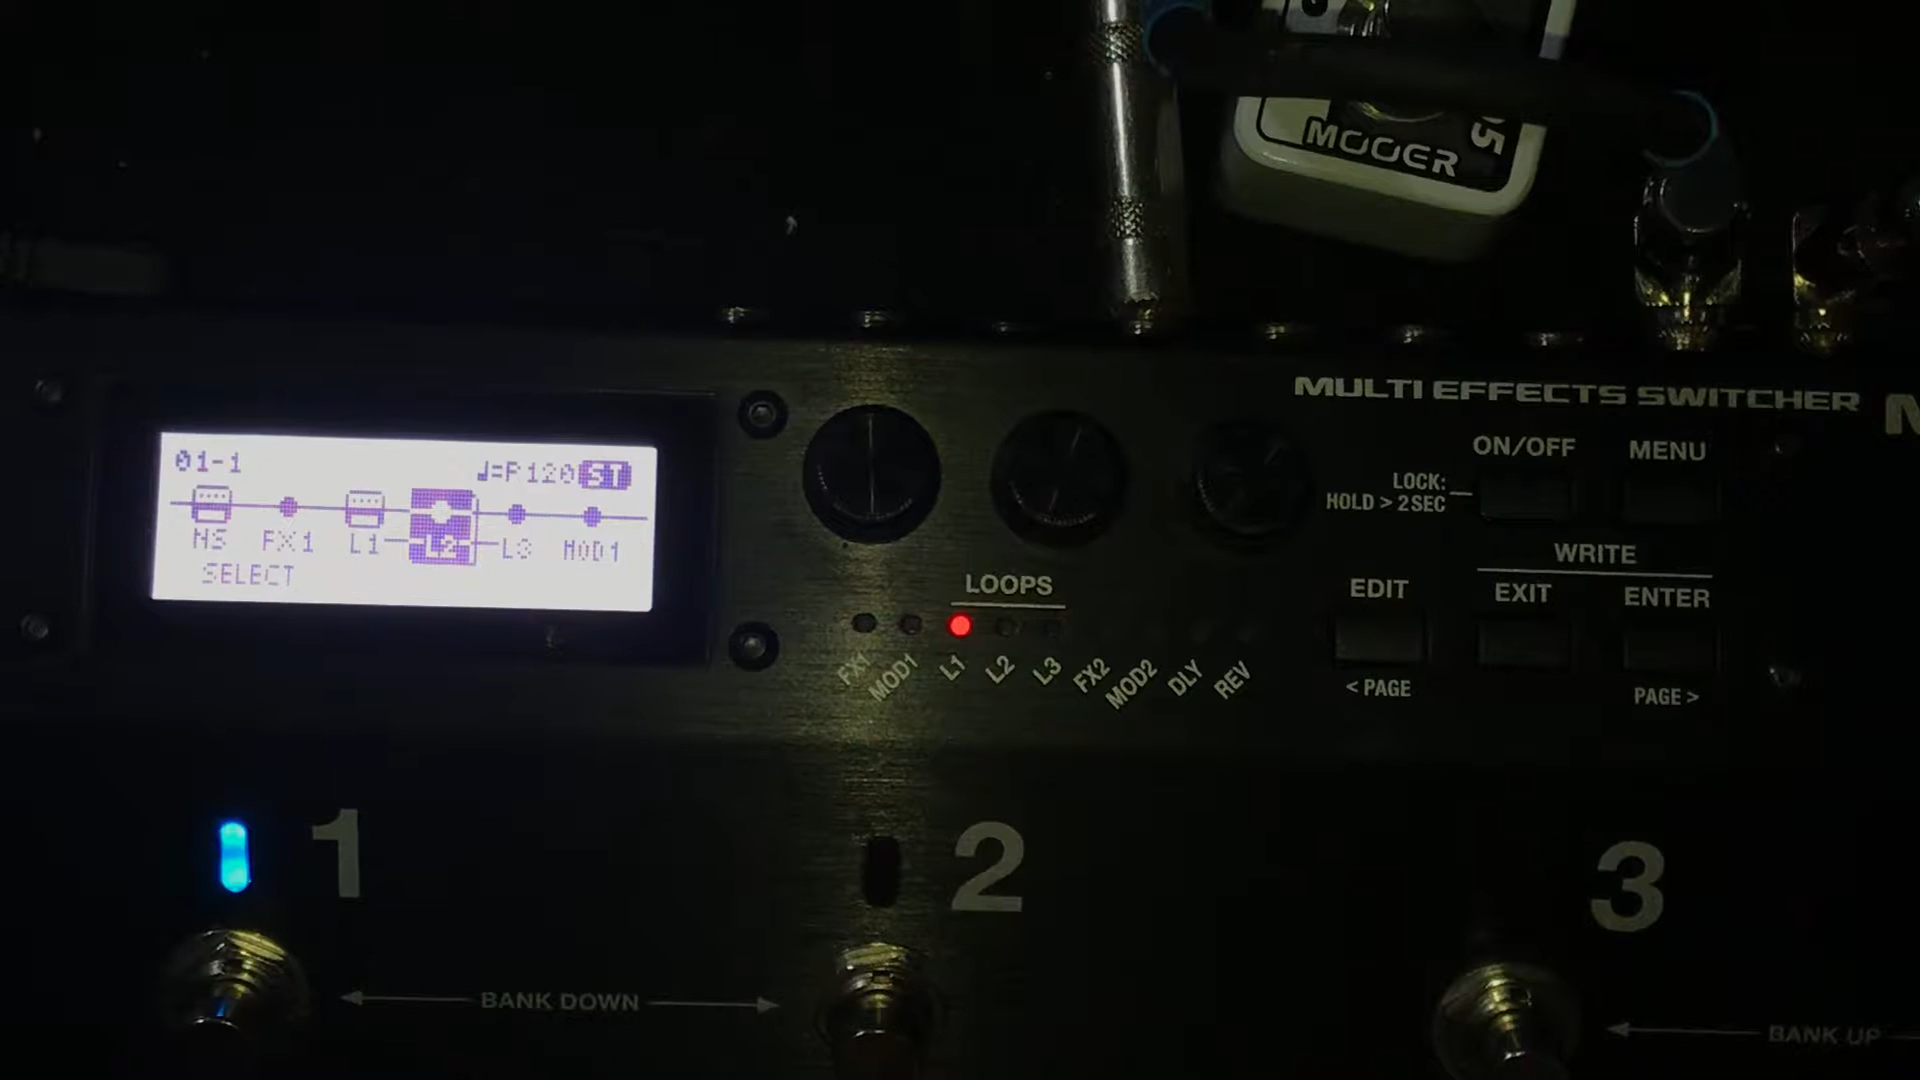 MOOER
MULTI EFFECTS SWITCHER
01-1
♩=P120 ST
NS FX1 L1 L2 L3 MOD1
SELECT
ON/OFF
MENU
LOCK:
HOLD > 2SEC
WRITE
EDIT
EXIT
ENTER
< PAGE
PAGE >
LOOPS
FX1
MOD1
L1
L2
L3
FX2
MOD2
DLY
REV
1
2
3
BANK DOWN
BANK UP